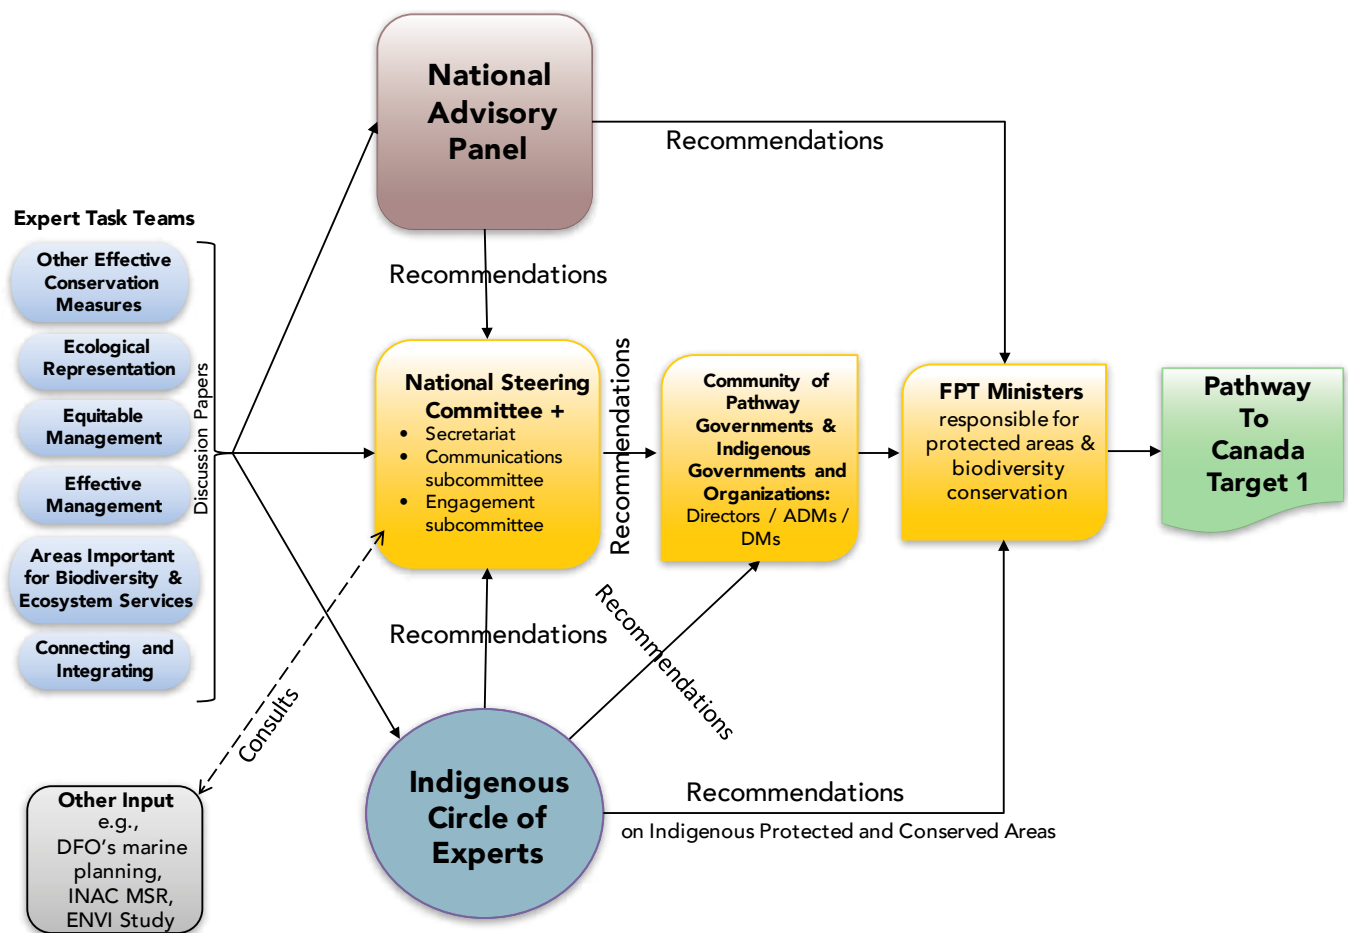 National
Advisory
Panel
Recommendations
Recommendations
Expert Task Teams
Other Effective
Conservation
Measures
Ecological
Representation
Equitable
Management
Effective
Management
Areas Important
for Biodiversity &
Ecosystem Services
Connecting and
Integrating
Discussion Papers
National Steering
Committee +
• Secretariat
• Communications
subcommittee
• Engagement
subcommittee
Recommendations
Community of
Pathway
Governments &
Indigenous
Governments and
Organizations:
Directors / ADMs /
DMs
FPT Ministers
responsible for
protected areas &
biodiversity
conservation
Pathway
To
Canada
Target 1
Recommendations
Recommendations
Consults
Other Input
e.g.,
DFO's marine
planning,
INAC MSR,
ENVI Study
Indigenous
Circle of
Experts
Recommendations
on Indigenous Protected and Conserved Areas